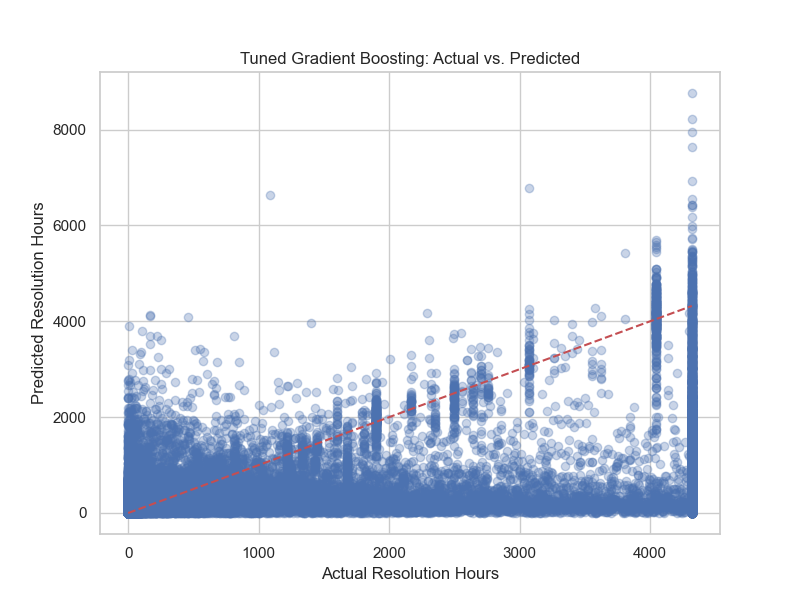 Tuned Gradient Boosting: Actual vs. Predicted
8000
6000
4000
2000
0
Predicted Resolution Hours
0 1000 2000 3000 4000
Actual Resolution Hours